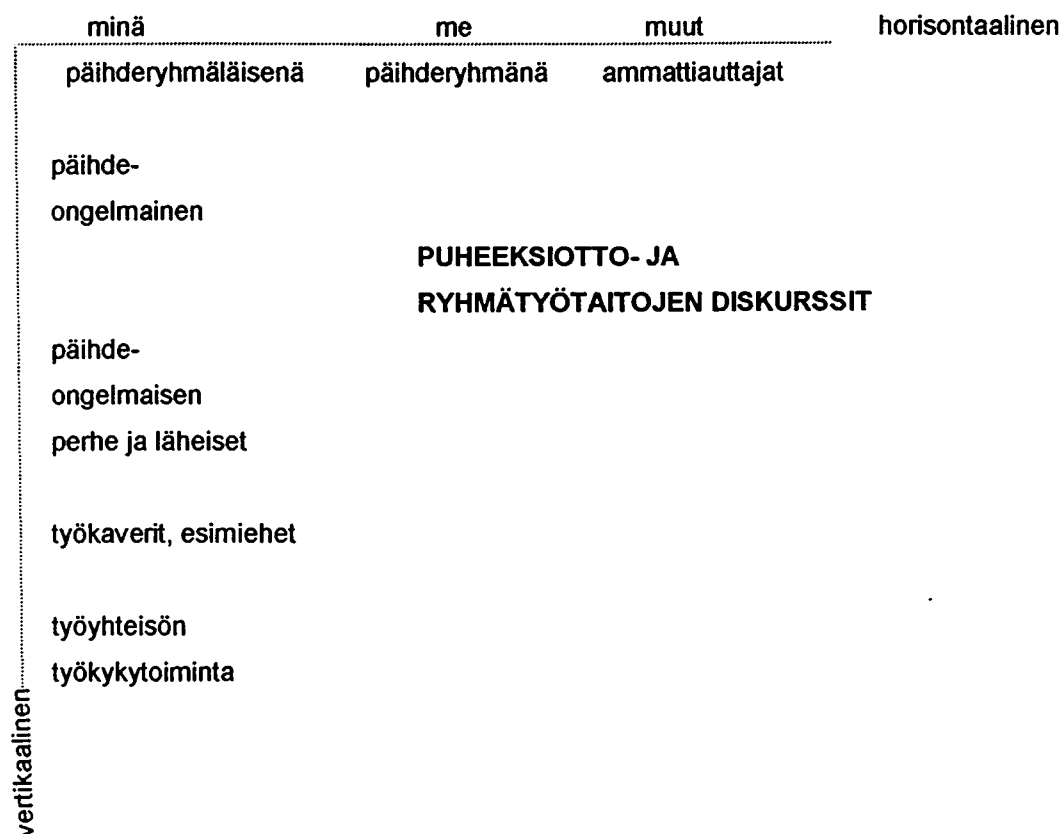 minä me muut horisontaalinen
päihderyhmäläisenä päihderyhmänä ammattiauttajat
päihde-
ongelmainen
PUHEEKSIOTTO- JA
RYHMÄTYÖTAITOJEN DISKURSSIT
päihde-
ongelmaisen
perhe ja läheiset
työkaverit, esimiehet
työyhteisön
työkykytoiminta
vertikaalinen